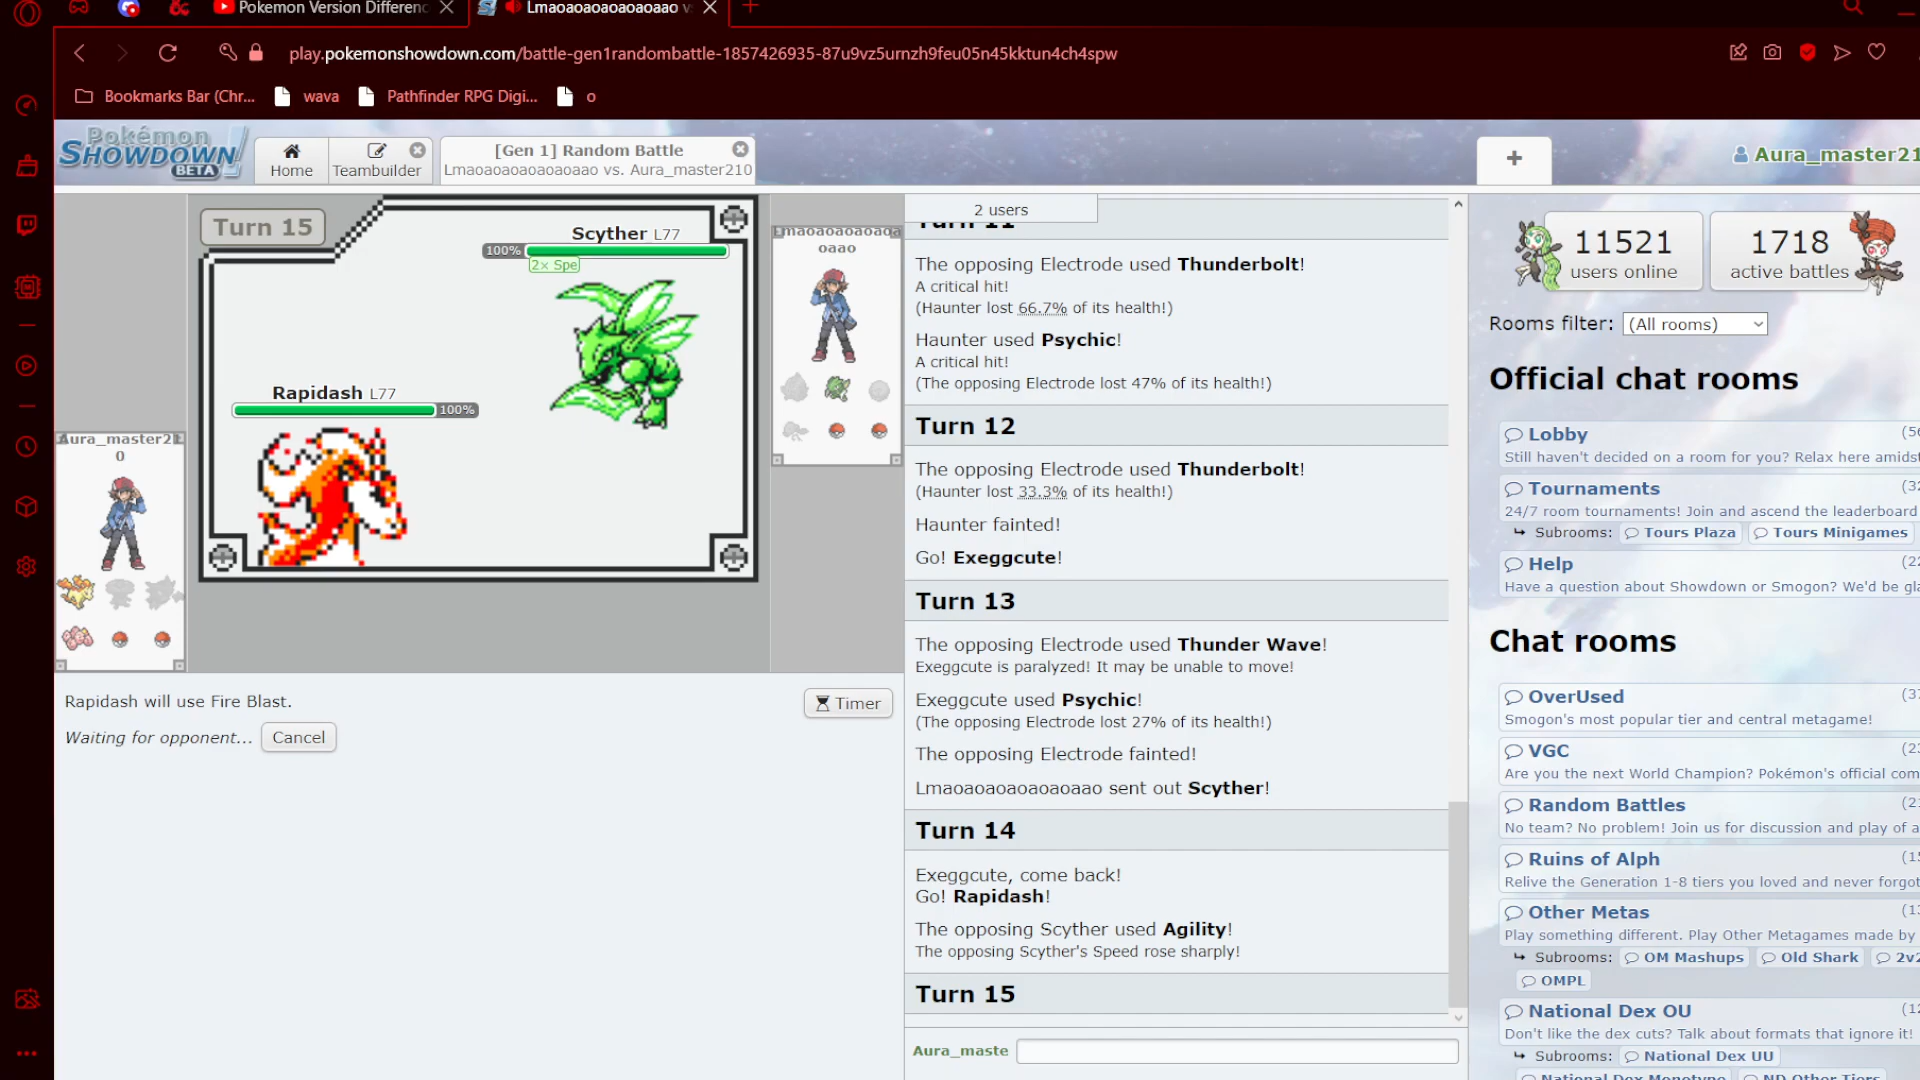 Pokemon Version Differenc
Lmaoaoaoaoaoaoaao v
play.pokemonshowdown.com/battle-gen1randombattle-1857426935-87u9vz5urnzh9feu05n45kktun4ch4spw
Bookmarks Bar (Chr...
wava
Pathfinder RPG Digi...
o
Pokémon
SHOWDOWN
BETA
Home
Teambuilder
[Gen 1] Random Battle
Lmaoaoaoaoaoaoaao vs. Aura_master210
+
Aura_master21
Turn 15
Scyther L77
100%
2× Spe
Rapidash L77
100%
oaao
Aura_master21
0
Rapidash will use Fire Blast.
Timer
Waiting for opponent...
Cancel
2 users
Turn 11
The opposing Electrode used Thunderbolt!
A critical hit!
(Haunter lost 66.7% of its health!)
Haunter used Psychic!
A critical hit!
(The opposing Electrode lost 47% of its health!)
Turn 12
The opposing Electrode used Thunderbolt!
(Haunter lost 33.3% of its health!)
Haunter fainted!
Go! Exeggcute!
Turn 13
The opposing Electrode used Thunder Wave!
Exeggcute is paralyzed! It may be unable to move!
Exeggcute used Psychic!
(The opposing Electrode lost 27% of its health!)
The opposing Electrode fainted!
Lmaoaoaoaoaoaoaao sent out Scyther!
Turn 14
Exeggcute, come back!
Go! Rapidash!
The opposing Scyther used Agility!
The opposing Scyther's Speed rose sharply!
Turn 15
Aura_maste
11521
users online
1718
active battles
Rooms filter: (All rooms)
Official chat rooms
Lobby
Still haven't decided on a room for you? Relax here amidst
Tournaments
24/7 room tournaments! Join and ascend the leaderboard
Subrooms: Tours Plaza Tours Minigames
Help
Have a question about Showdown or Smogon? We'd be gla
Chat rooms
OverUsed
Smogon's most popular tier and central metagame!
VGC
Are you the next World Champion? Pokémon's official com
Random Battles
No team? No problem! Join us for discussion and play of a
Ruins of Alph
Relive the Generation 1-8 tiers you loved and never forgot
Other Metas
Play something different. Play Other Metagames made by
Subrooms: OM Mashups Old Shark 2v2
OMPL
National Dex OU
Don't like the dex cuts? Talk about formats that ignore it!
Subrooms: National Dex UU
National Dex Monotype ND Other Tiers